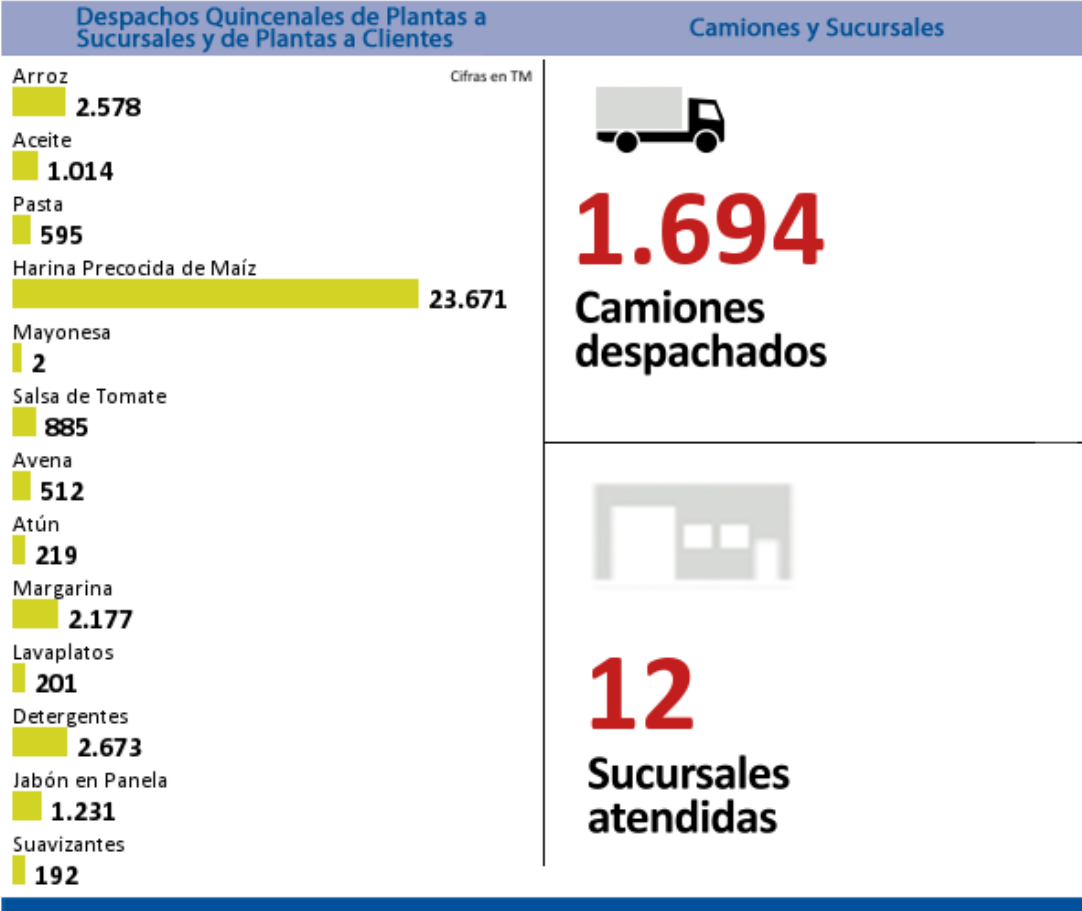 Despachos Quincenales de Plantas a
Sucursales y de Plantas a Clientes
Cifras en TM
Arroz
2.578
Aceite
1.014
Pasta
595
Harina Precocida de Maíz
23.671
Mayonesa
2
Salsa de Tomate
885
Avena
512
Atún
219
Margarina
2.177
Lavaplatos
201
Detergentes
2.673
Jabón en Panela
1.231
Suavizantes
192
Camiones y Sucursales
1.694
Camiones
despachados
12
Sucursales
atendidas